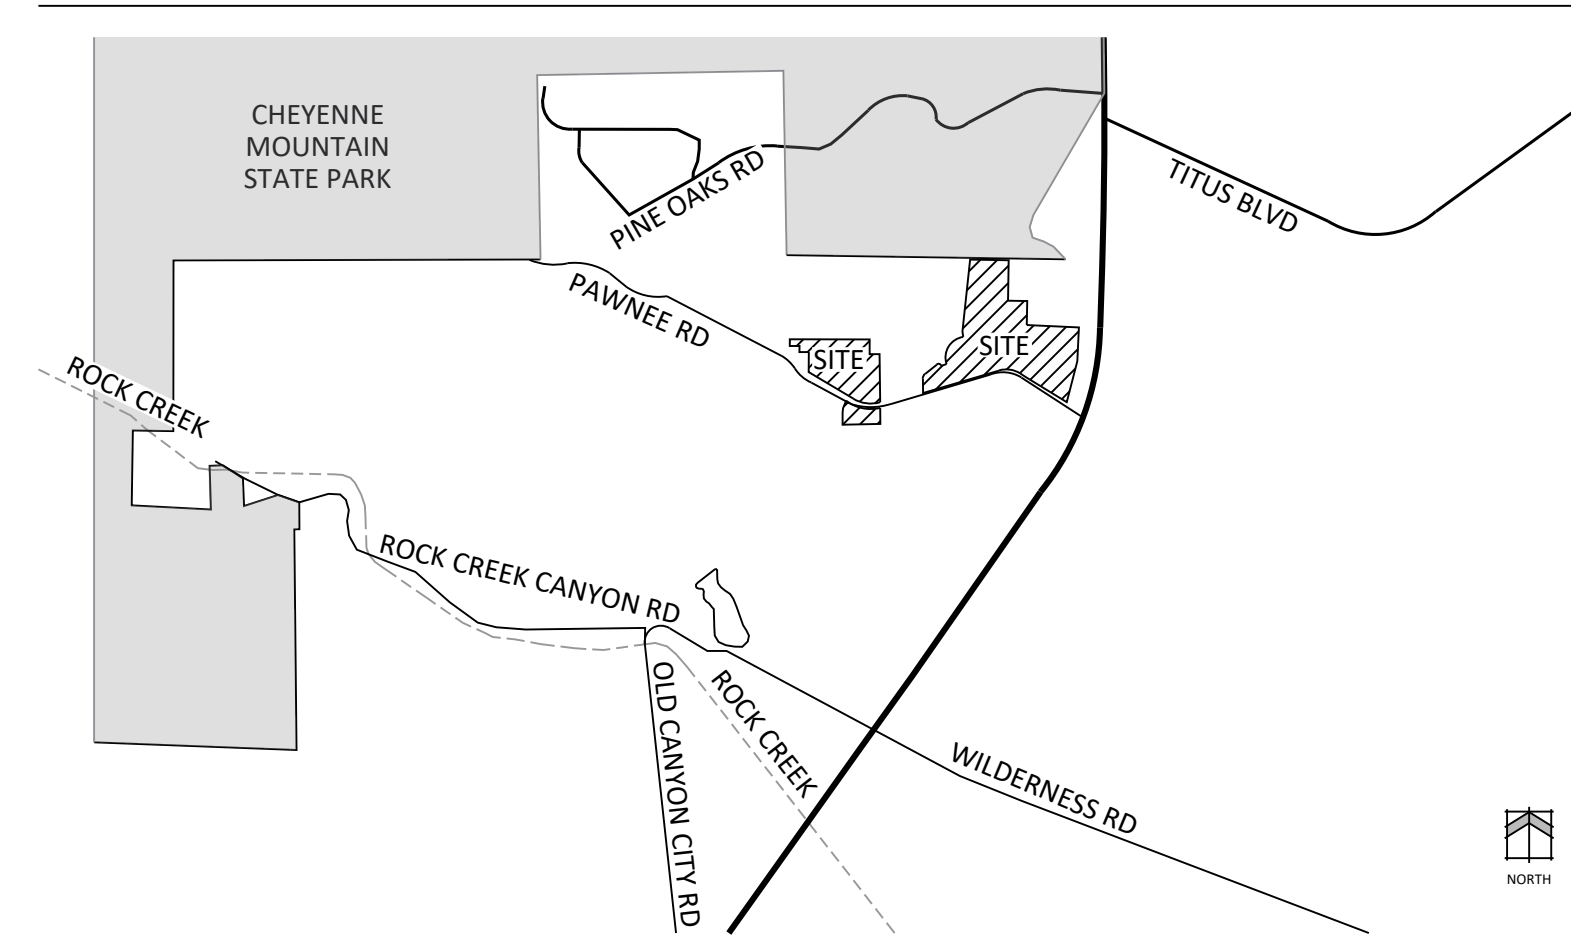 CHEYENNE
MOUNTAIN
STATE PARK
PINE OAKS RD
TITUS BLVD
PAWNEE RD
SITE
SITE
ROCK CREEK
ROCK CREEK CANYON RD
OLD CANYON CITY RD
ROCK CREEK
WILDERNESS RD
NORTH